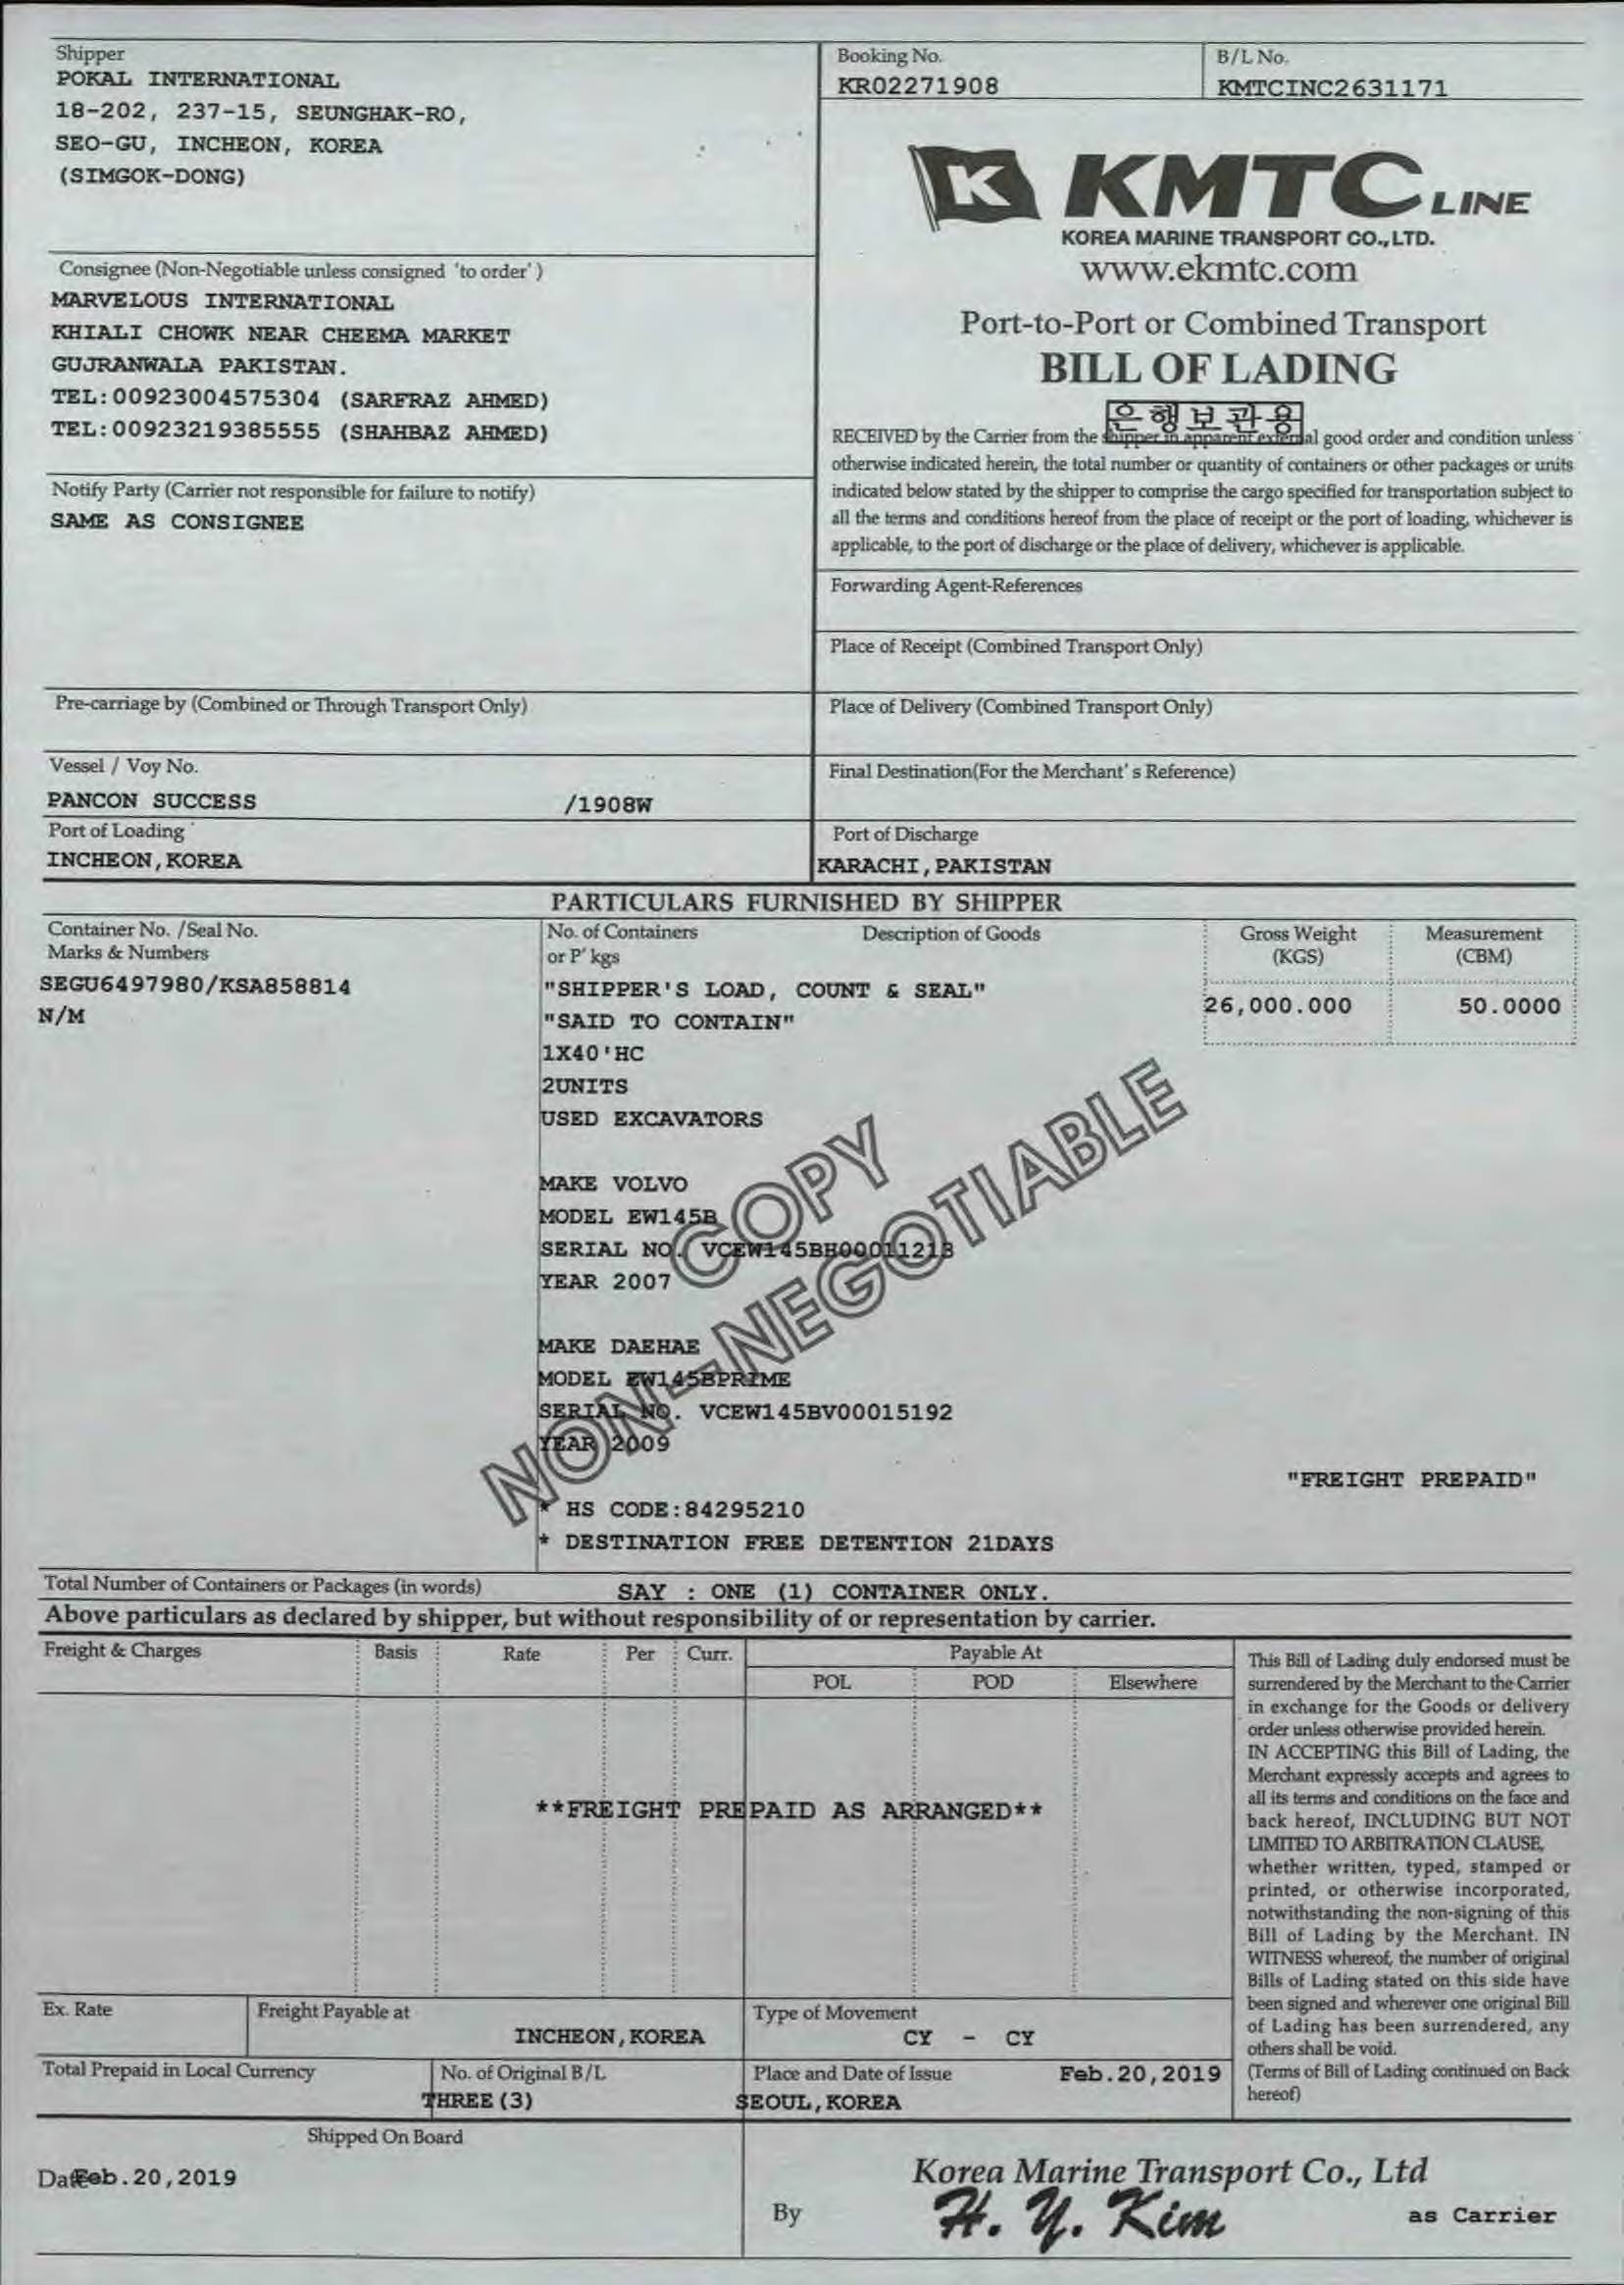 Shipper
POKAL INTERNATIONAL
18-202, 237-15, SEUNGHAK-RO,
SEO-GU, INCHEON, KOREA
(SIMGOK-DONG)
Booking No.
KR02271908
B/L No.
KMTCINC2631171
K KMTC LINE
KOREA MARINE TRANSPORT CO., LTD.
www.ekmtc.com
Port-to-Port or Combined Transport
BILL OF LADING
은행보관용
Consignee (Non-Negotiable unless consigned 'to order')
MARVELOUS INTERNATIONAL
KHIALI CHOWK NEAR CHEEMA MARKET
GUJRANWALA PAKISTAN.
TEL:00923004575304 (SARFRAZ AHMED)
TEL:00923219385555 (SHAHBAZ AHMED)
RECEIVED by the Carrier from the shipper in apparent external good order and condition unless
otherwise indicated herein, the total number or quantity of containers or other packages or units
indicated below stated by the shipper to comprise the cargo specified for transportation subject to
all the terms and conditions hereof from the place of receipt or the port of loading, whichever is
applicable, to the port of discharge or the place of delivery, whichever is applicable.
Notify Party (Carrier not responsible for failure to notify)
SAME AS CONSIGNEE
Forwarding Agent-References
Place of Receipt (Combined Transport Only)
Pre-carriage by (Combined or Through Transport Only)
Place of Delivery (Combined Transport Only)
Vessel / Voy No.
PANCON SUCCESS /1908W
Final Destination(For the Merchant's Reference)
Port of Loading
INCHEON,KOREA
Port of Discharge
KARACHI,PAKISTAN
PARTICULARS FURNISHED BY SHIPPER
Container No. /Seal No.
Marks & Numbers
No. of Containers
or P'kgs
Description of Goods
Gross Weight
(KGS)
Measurement
(CBM)
SEGU6497980/KSA858814
N/M
26,000.000
50.0000
"SHIPPER'S LOAD, COUNT & SEAL"
"SAID TO CONTAIN"
1X40'HC
2UNITS
USED EXCAVATORS
MAKE VOLVO
MODEL EW145B
SERIAL NO. VCEW145BH00011213
YEAR 2007
MAKE DAEHAE
MODEL EW145BPRIME
SERIAL NO. VCEW145BV00015192
YEAR 2009
COPY
NON-NEGOTIABLE
"FREIGHT PREPAID"
* HS CODE:84295210
* DESTINATION FREE DETENTION 21DAYS
Total Number of Containers or Packages (in words) SAY : ONE (1) CONTAINER ONLY.
Above particulars as declared by shipper, but without responsibility of or representation by carrier.
Freight & Charges Basis Rate Per Curr. Payable At
POL POD Elsewhere
**FREIGHT PREPAID AS ARRANGED**
This Bill of Lading duly endorsed must be
surrendered by the Merchant to the Carrier
in exchange for the Goods or delivery
order unless otherwise provided herein.
IN ACCEPTING this Bill of Lading, the
Merchant expressly accepts and agrees to
all its terms and conditions on the face and
back hereof, INCLUDING BUT NOT
LIMITED TO ARBITRATION CLAUSE,
whether written, typed, stamped or
printed, or otherwise incorporated,
notwithstanding the non-signing of this
Bill of Lading by the Merchant. IN
WITNESS whereof, the number of original
Bills of Lading stated on this side have
been signed and wherever one original Bill
of Lading has been surrendered, any
others shall be void.
(Terms of Bill of Lading continued on Back
hereof)
Ex. Rate
Freight Payable at
INCHEON,KOREA
Type of Movement
CY - CY
Total Prepaid in Local Currency
No. of Original B/L
THREE(3)
Place and Date of Issue Feb.20,2019
SEOUL,KOREA
Shipped On Board
Date Feb.20,2019
Korea Marine Transport Co., Ltd
By H. Y. Kim as Carrier